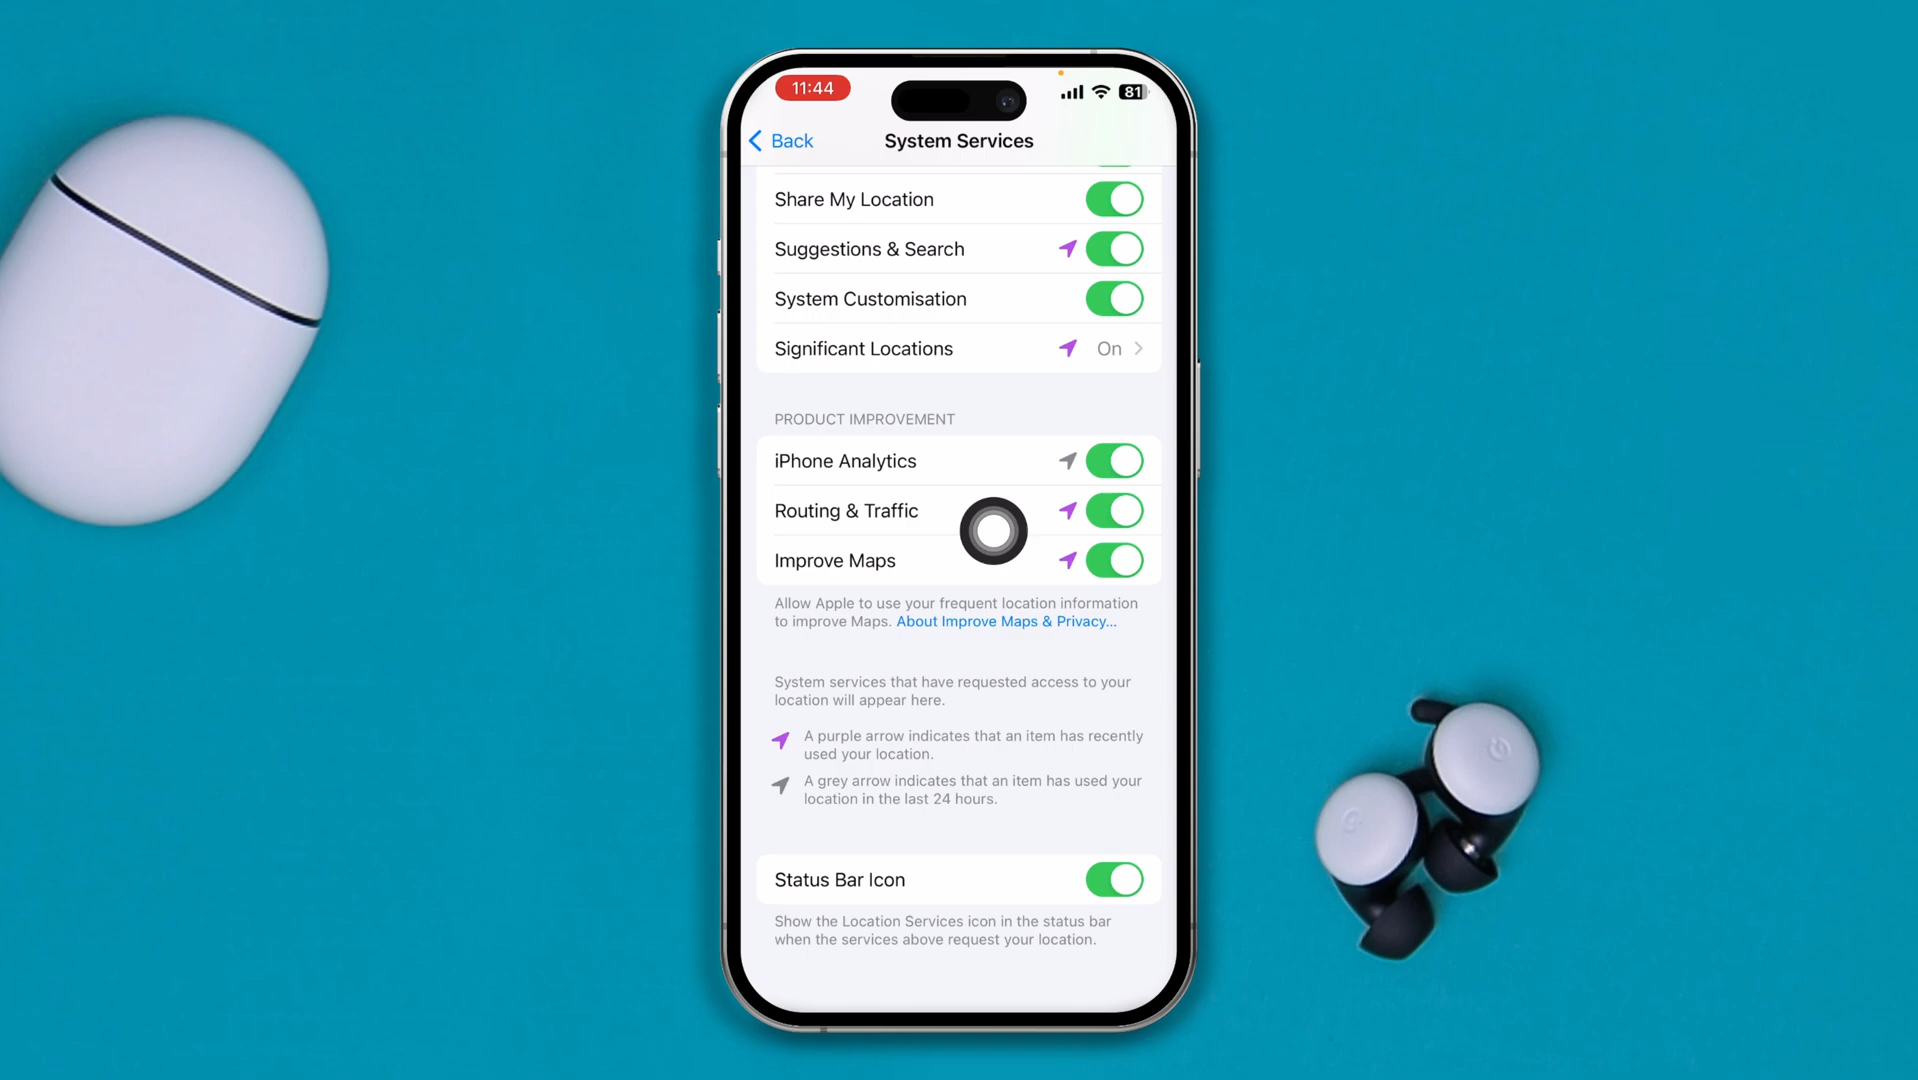 11:44
81
Back
System Services
Share My Location
Suggestions & Search
System Customisation
Significant Locations On
PRODUCT IMPROVEMENT
iPhone Analytics
Routing & Traffic
Improve Maps
Allow Apple to use your frequent location information
to improve Maps. About Improve Maps & Privacy...
System services that have requested access to your
location will appear here.
A purple arrow indicates that an item has recently
used your location.
A grey arrow indicates that an item has used your
location in the last 24 hours.
Status Bar Icon
Show the Location Services icon in the status bar
when the services above request your location.